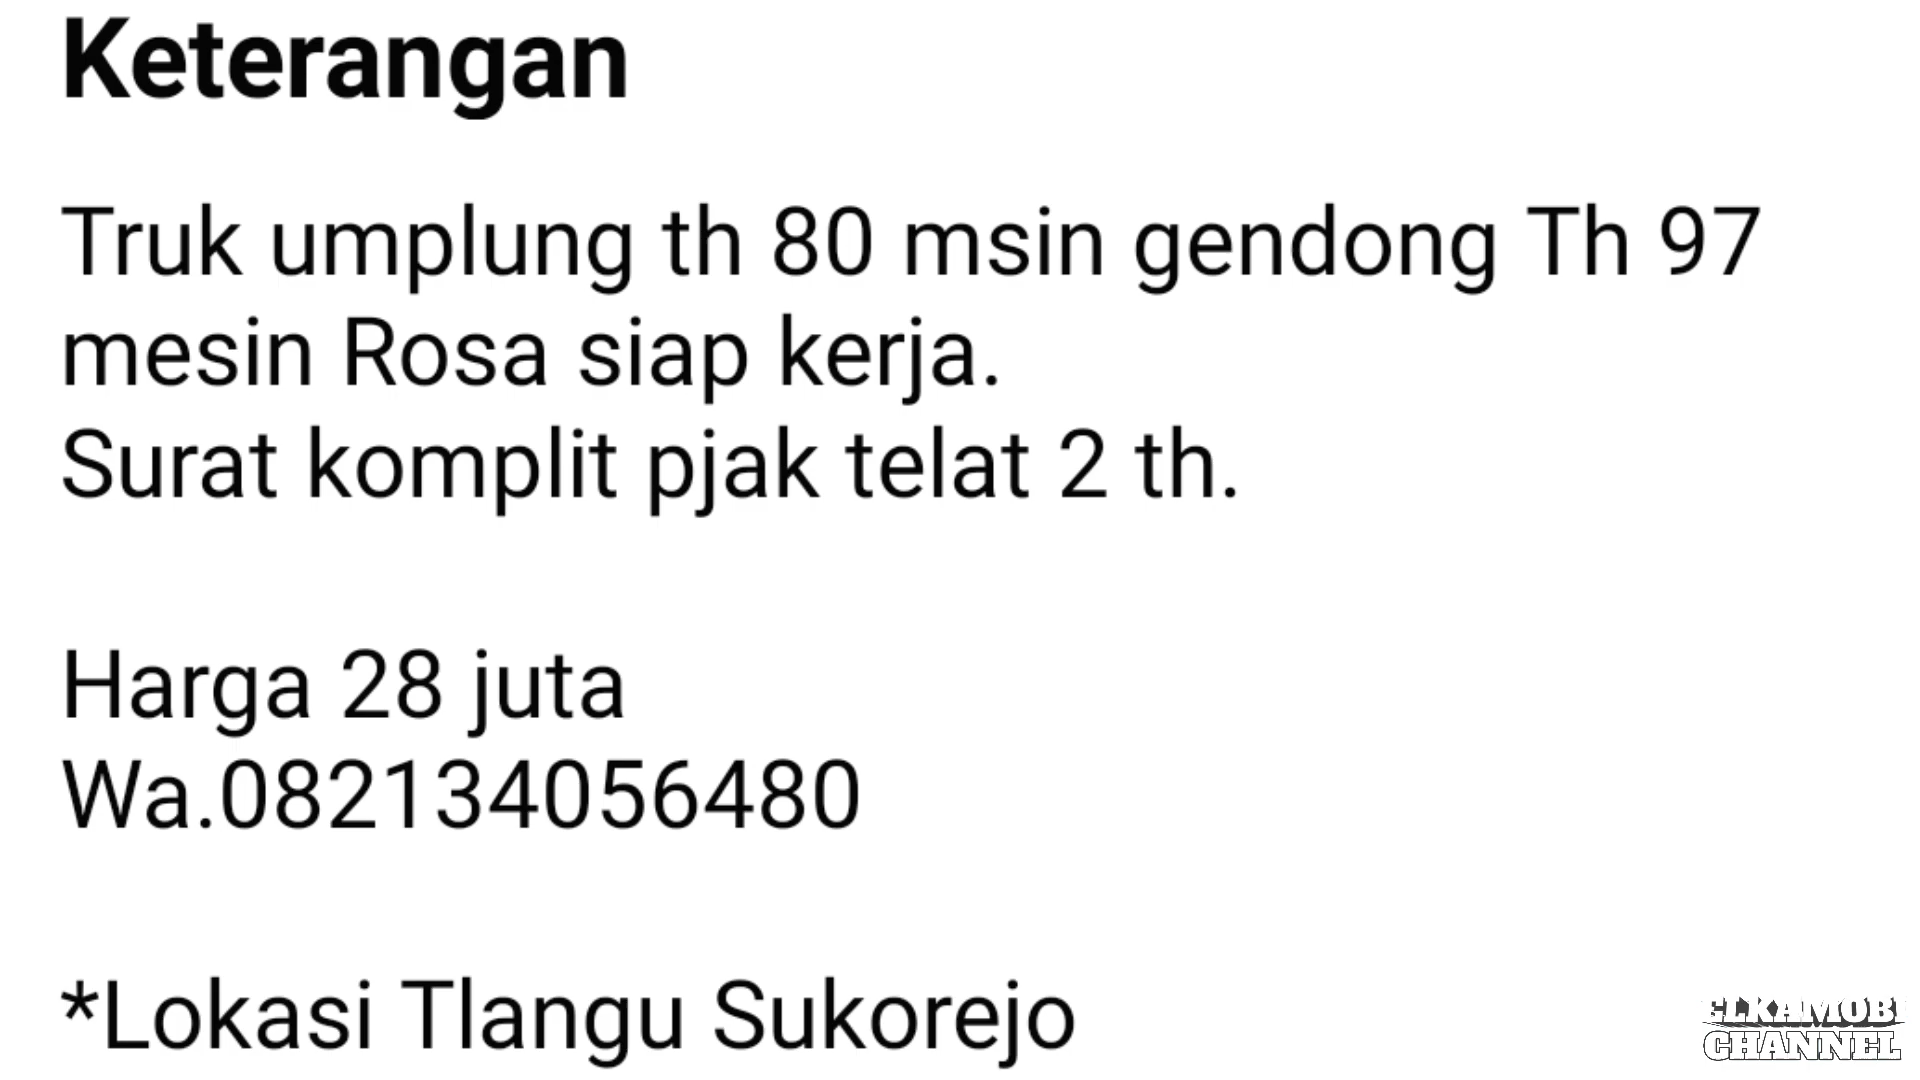 Keterangan
Truk umplung th 80 msin gendong Th 97
mesin Rosa siap kerja.
Surat komplit pjak telat 2 th.
Harga 28 juta
Wa.082134056480
*Lokasi Tlangu Sukorejo
ELKAMOBI
CHANNEL